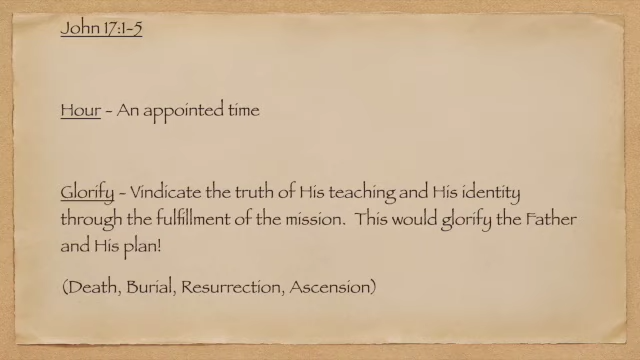 John 17:1-5
Hour - An appointed time
Glorify - Vindicate the truth of His teaching and His identity
through the fulfillment of the mission. This would glorify the Father
and His plan!
(Death, Burial, Resurrection, Ascension)